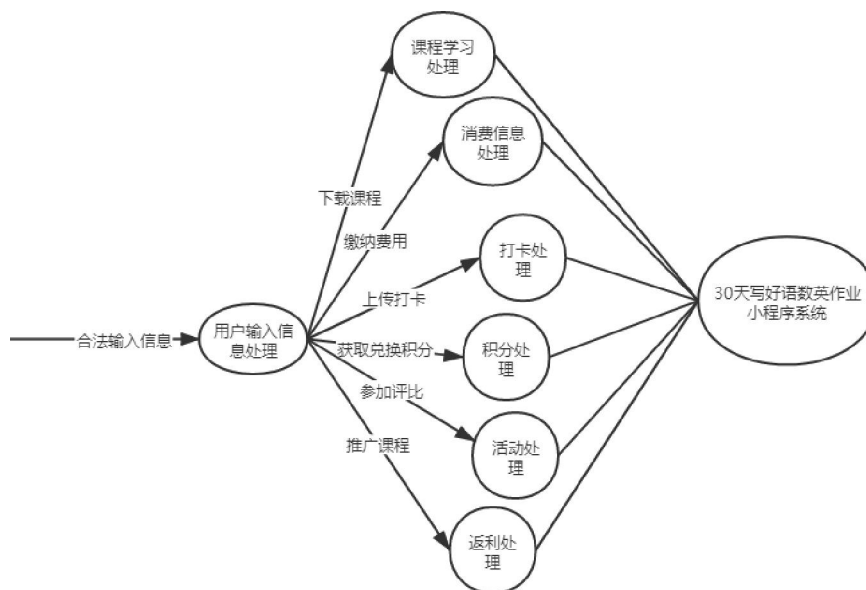 课程学习
处理
消费信息
处理
下载课程
缴纳费用
打卡处
理
上传打卡
30天写好语数英作业
小程序系统
合法输入信息
用户输入信
息处理
获取兑换积分
积分处
理
参加评比
推广课程
活动处
理
返利处
理